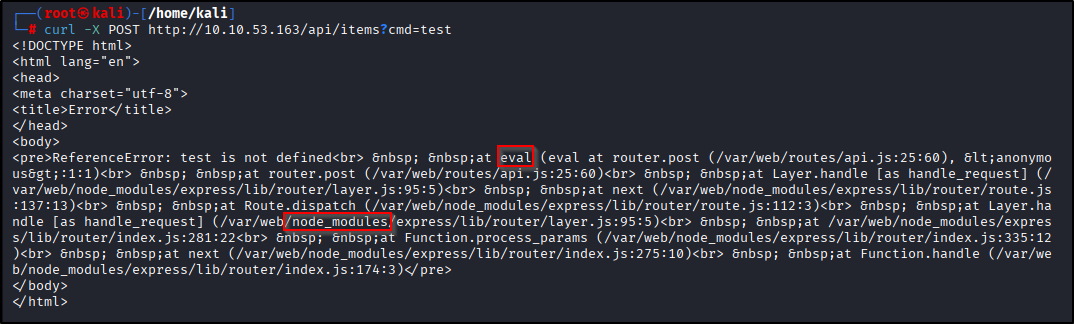 ┌──(root㉿kali)-[/home/kali]
└─# curl -X POST http://10.10.53.163/api/items?cmd=test
<!DOCTYPE html>
<html lang="en">
<head>
<meta charset="utf-8">
<title>Error</title>
</head>
<body>
<pre>ReferenceError: test is not defined<br> &nbsp; &nbsp;at eval (eval at router.post (/var/web/routes/api.js:25:60), &lt;anonymo
us&gt;:1:1)<br> &nbsp; &nbsp;at router.post (/var/web/routes/api.js:25:60)<br> &nbsp; &nbsp;at Layer.handle [as handle_request] (/
var/web/node_modules/express/lib/router/layer.js:95:5)<br> &nbsp; &nbsp;at next (/var/web/node_modules/express/lib/router/route.js
:137:13)<br> &nbsp; &nbsp;at Route.dispatch (/var/web/node_modules/express/lib/router/route.js:112:3)<br> &nbsp; &nbsp;at Layer.ha
ndle [as handle_request] (/var/web/node_modules/express/lib/router/layer.js:95:5)<br> &nbsp; &nbsp;at /var/web/node_modules/expres
s/lib/router/index.js:281:22<br> &nbsp; &nbsp;at Function.process_params (/var/web/node_modules/express/lib/router/index.js:335:12
)<br> &nbsp; &nbsp;at next (/var/web/node_modules/express/lib/router/index.js:275:10)<br> &nbsp; &nbsp;at Function.handle (/var/we
b/node_modules/express/lib/router/index.js:174:3)</pre>
</body>
</html>